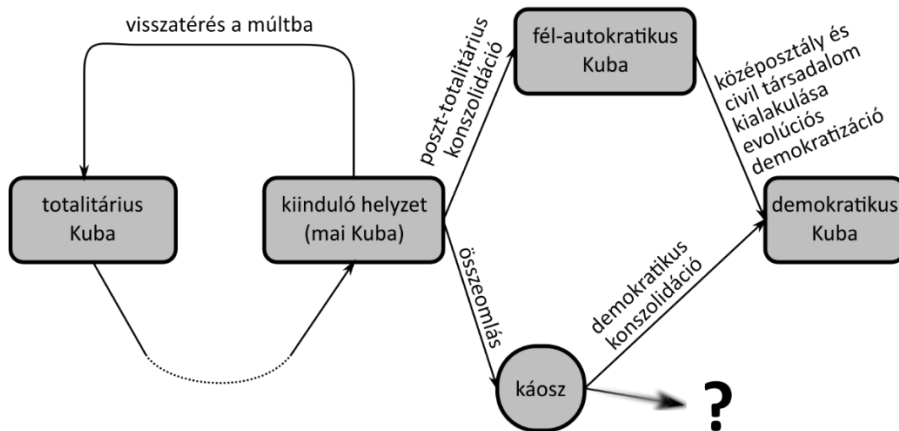 visszatérés a múltba
totalitárius
Kuba
kiinduló helyzet
(mai Kuba)
poszt-totalitárius
konszolidáció
fél-autokratikus
Kuba
középosztály és
civil társadalom
kialakulása
evolúciós
demokratizáció
demokratikus
Kuba
összeomlás
káosz
demokratikus
konszolidáció
?